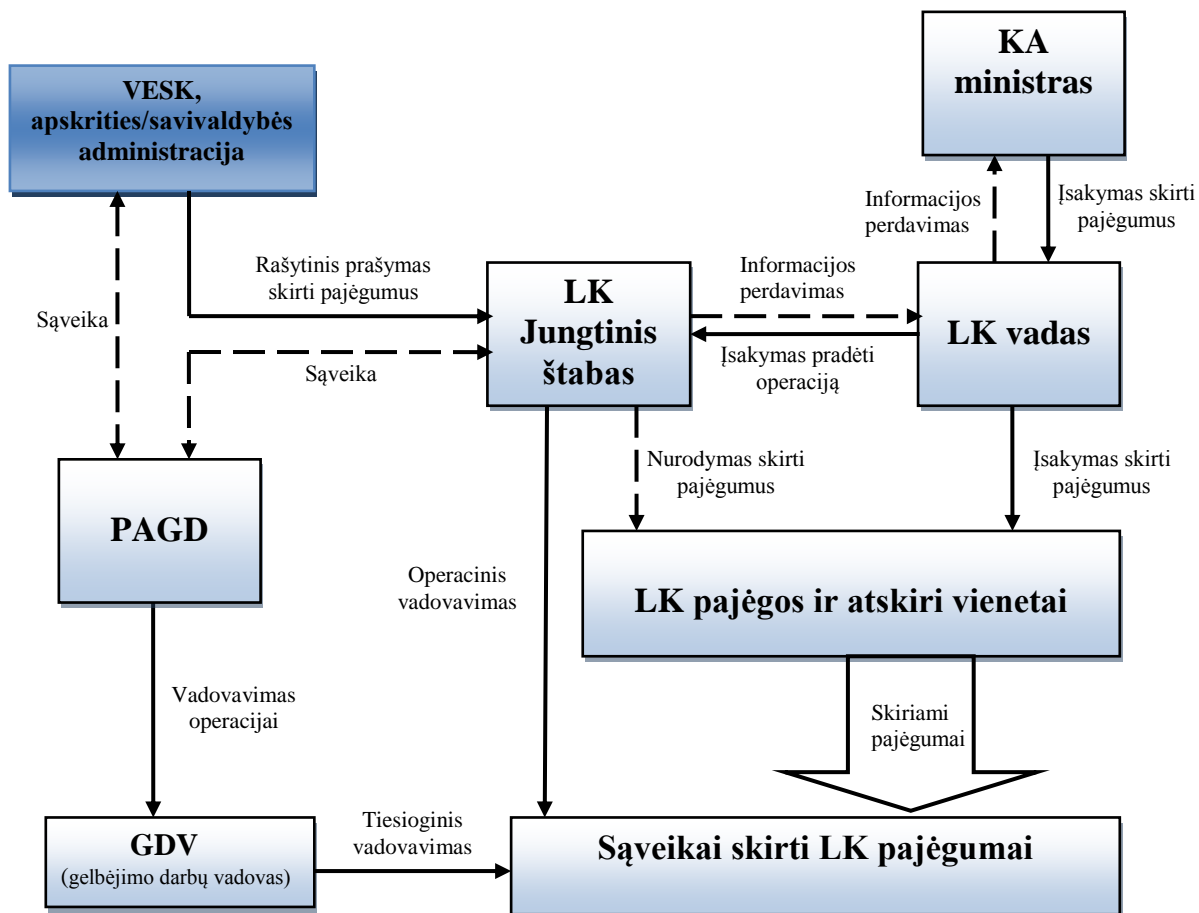 KA
ministras
VESK,
apskrities/savivaldybės
administracija
Informacijos
perdavimas
Įsakymas skirti
pajėgumus
Rašytinis prašymas
skirti pajėgumus
LK
Jungtinis
štabas
Informacijos
perdavimas
LK vadas
Sąveika
Sąveika
Įsakymas pradėti
operaciją
Nurodymas skirti
pajėgumus
Įsakymas skirti
pajėgumus
PAGD
Operacinis
vadovavimas
LK pajėgos ir atskiri vienetai
Vadovavimas
operacijai
Skiriami
pajėgumai
GDV
(gelbėjimo darbų vadovas)
Tiesioginis
vadovavimas
Sąveikai skirti LK pajėgumai